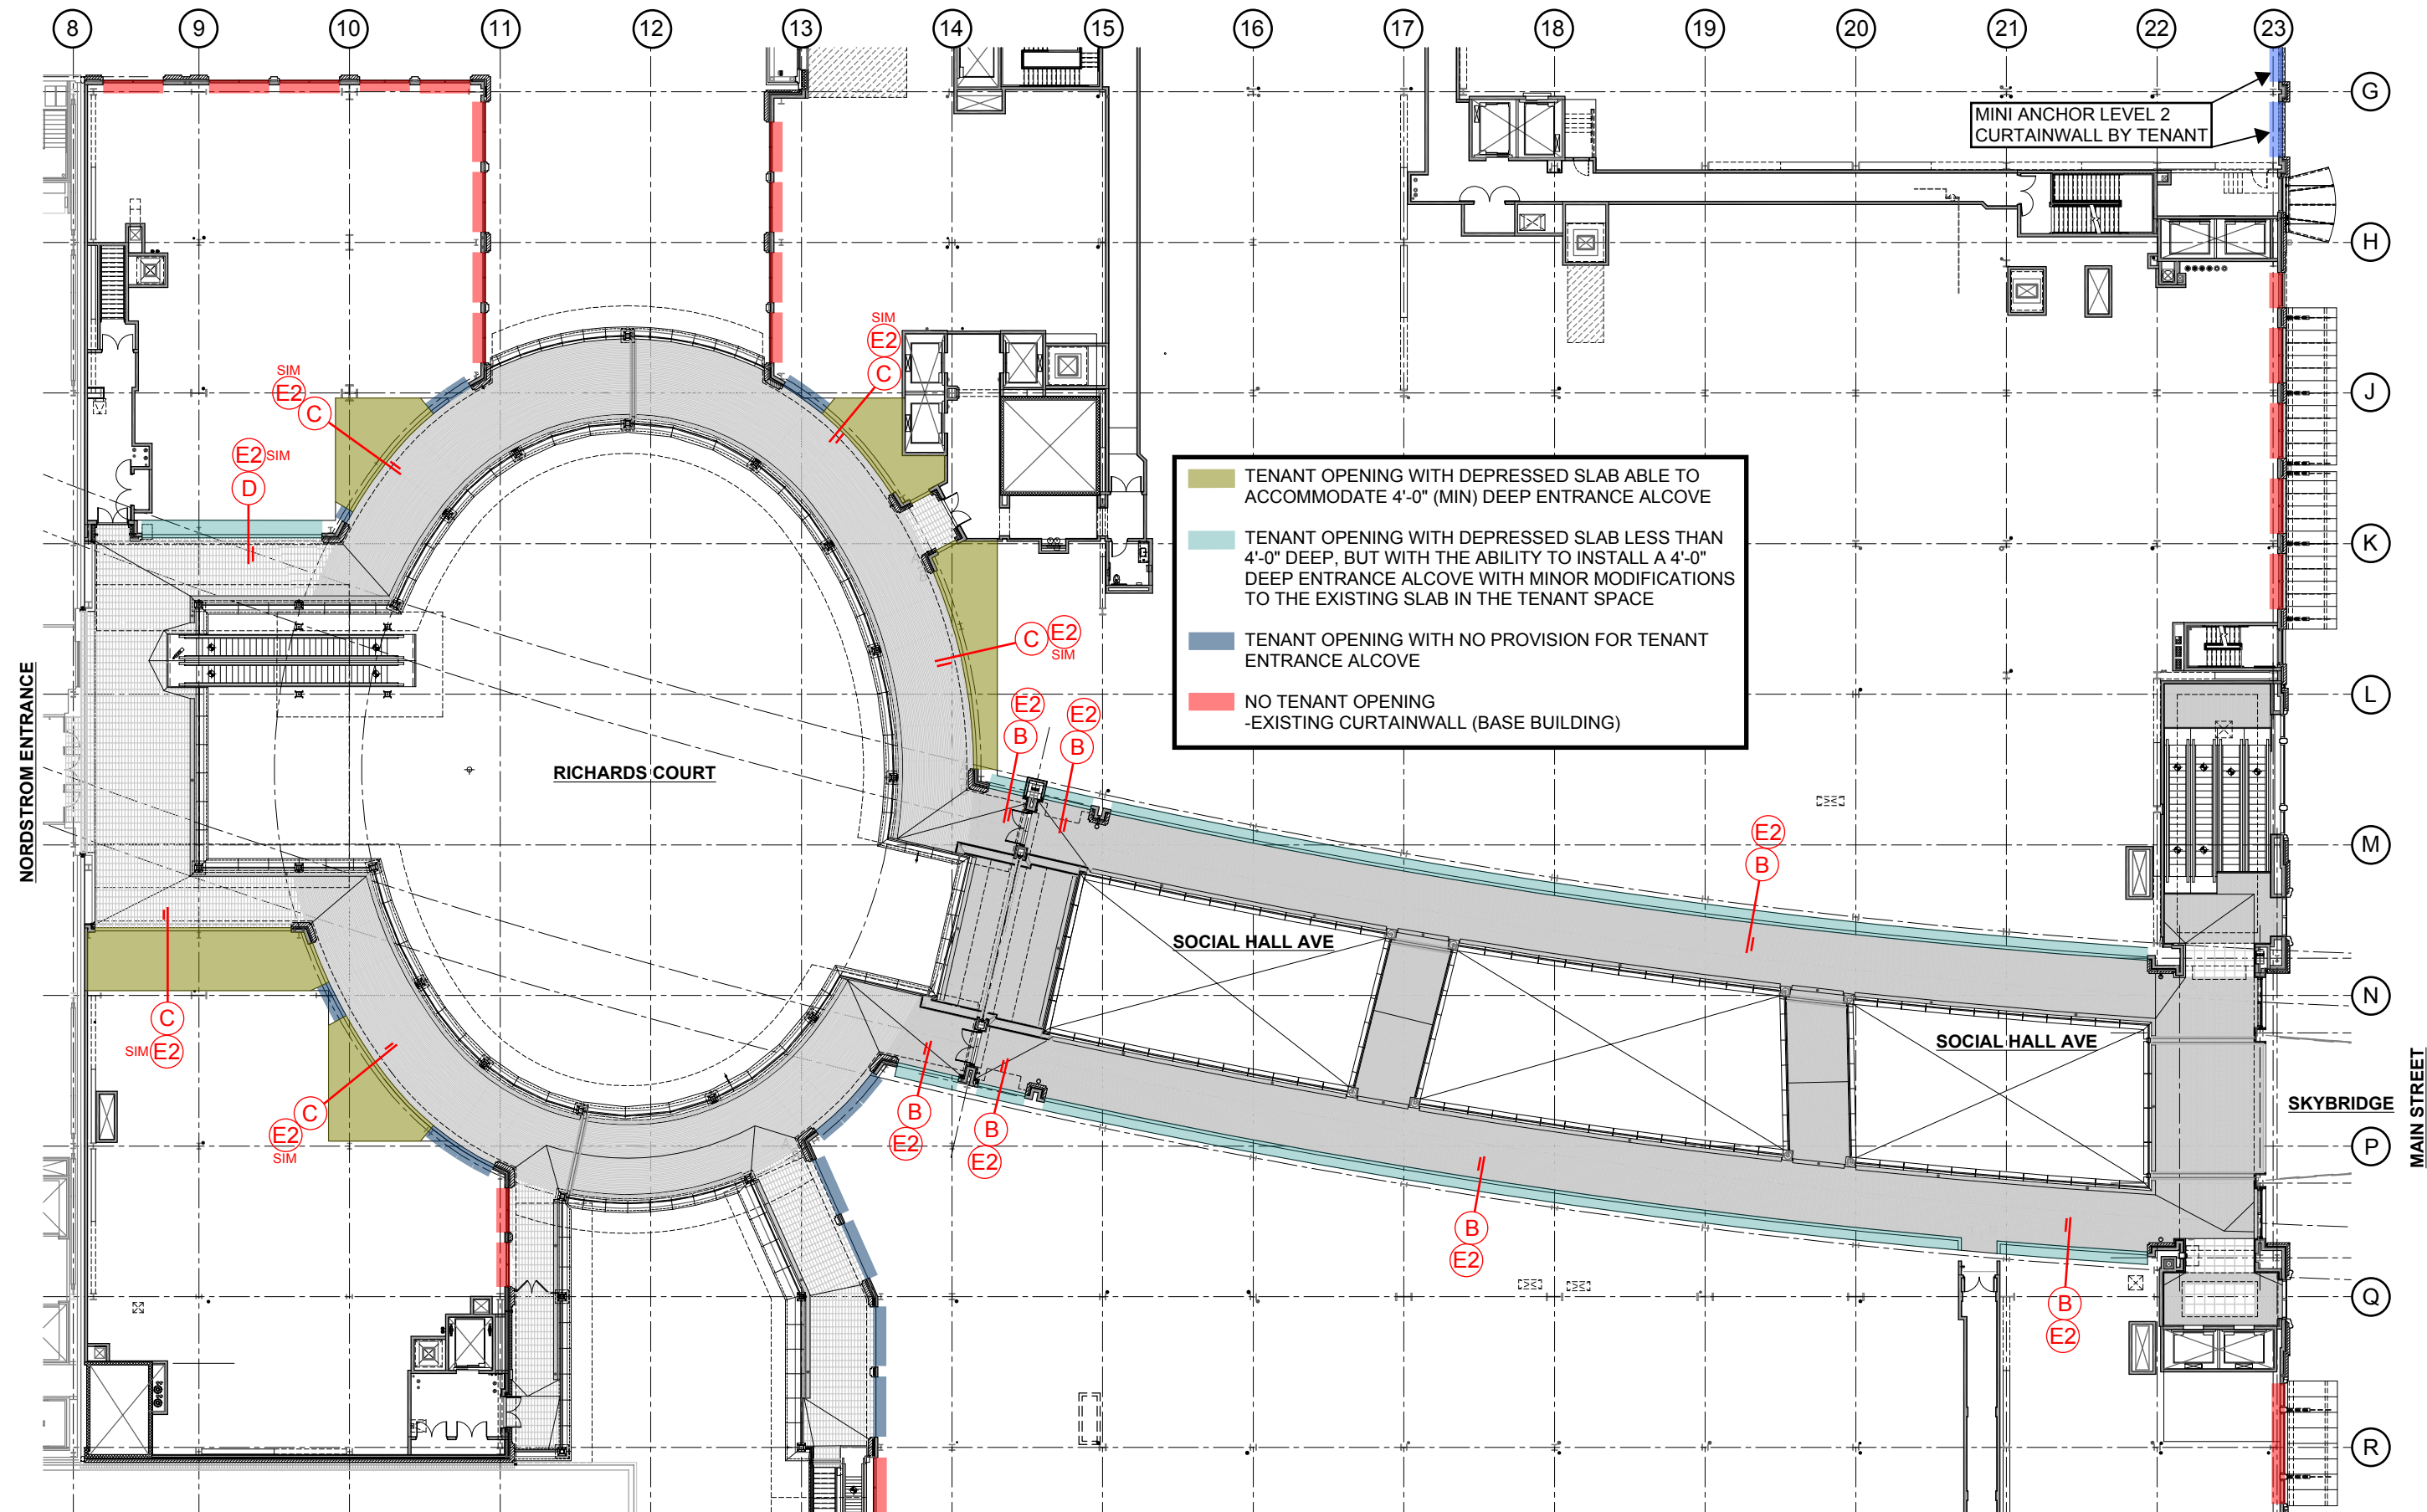 8 9 10 11 12 13 14 15 16 17 18 19 20 21 22 23
G
MINI ANCHOR LEVEL 2
CURTAINWALL BY TENANT
H
SIM
E2
C
J
SIM
E2
C
E2 SIM
D
TENANT OPENING WITH DEPRESSED SLAB ABLE TO
ACCOMMODATE 4'-0" (MIN) DEEP ENTRANCE ALCOVE
TENANT OPENING WITH DEPRESSED SLAB LESS THAN
4'-0" DEEP, BUT WITH THE ABILITY TO INSTALL A 4'-0"
DEEP ENTRANCE ALCOVE WITH MINOR MODIFICATIONS
TO THE EXISTING SLAB IN THE TENANT SPACE
TENANT OPENING WITH NO PROVISION FOR TENANT
ENTRANCE ALCOVE
NO TENANT OPENING
-EXISTING CURTAINWALL (BASE BUILDING)
K
C E2
SIM
L
E2
B
E2
B
NORDSTROM ENTRANCE
RICHARDS COURT
E2
B
M
SOCIAL HALL AVE
N
C
SIM E2
SOCIAL HALL AVE
SKYBRIDGE
MAIN STREET
C
E2
SIM
B
E2
B
E2
P
B
E2
B
E2
Q
R